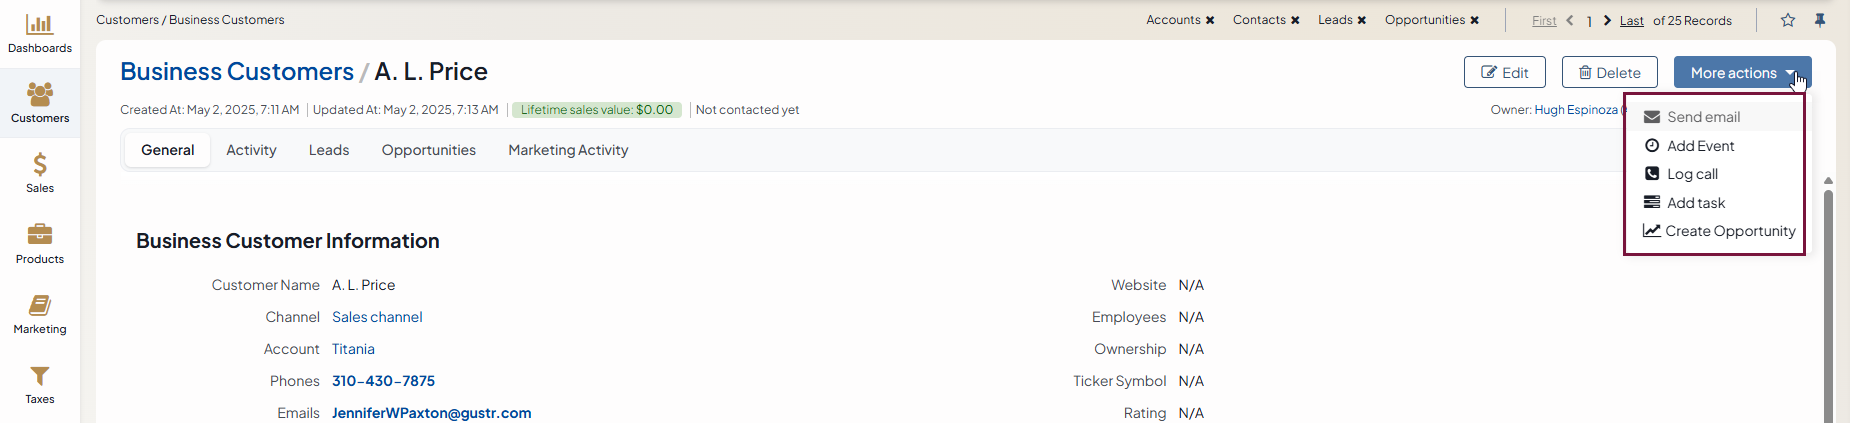 Customers / Business Customers
Accounts ✖ Contacts ✖ Leads ✖ Opportunities ✖ First 1 Last of 25 Records
Dashboards
Customers
Sales
Products
Marketing
Taxes
Business Customers / A. L. Price
Edit Delete More actions
Created At: May 2, 2025, 7:11 AM Updated At: May 2, 2025, 7:13 AM Lifetime sales value: $0.00 Not contacted yet
Owner: Hugh Espinoza
Send email
Add Event
Log call
Add task
Create Opportunity
General Activity Leads Opportunities Marketing Activity
Business Customer Information
Customer Name A. L. Price
Channel Sales channel
Account Titania
Phones 310-430-7875
Emails JenniferWPaxton@gustr.com
Website N/A
Employees N/A
Ownership N/A
Ticker Symbol N/A
Rating N/A